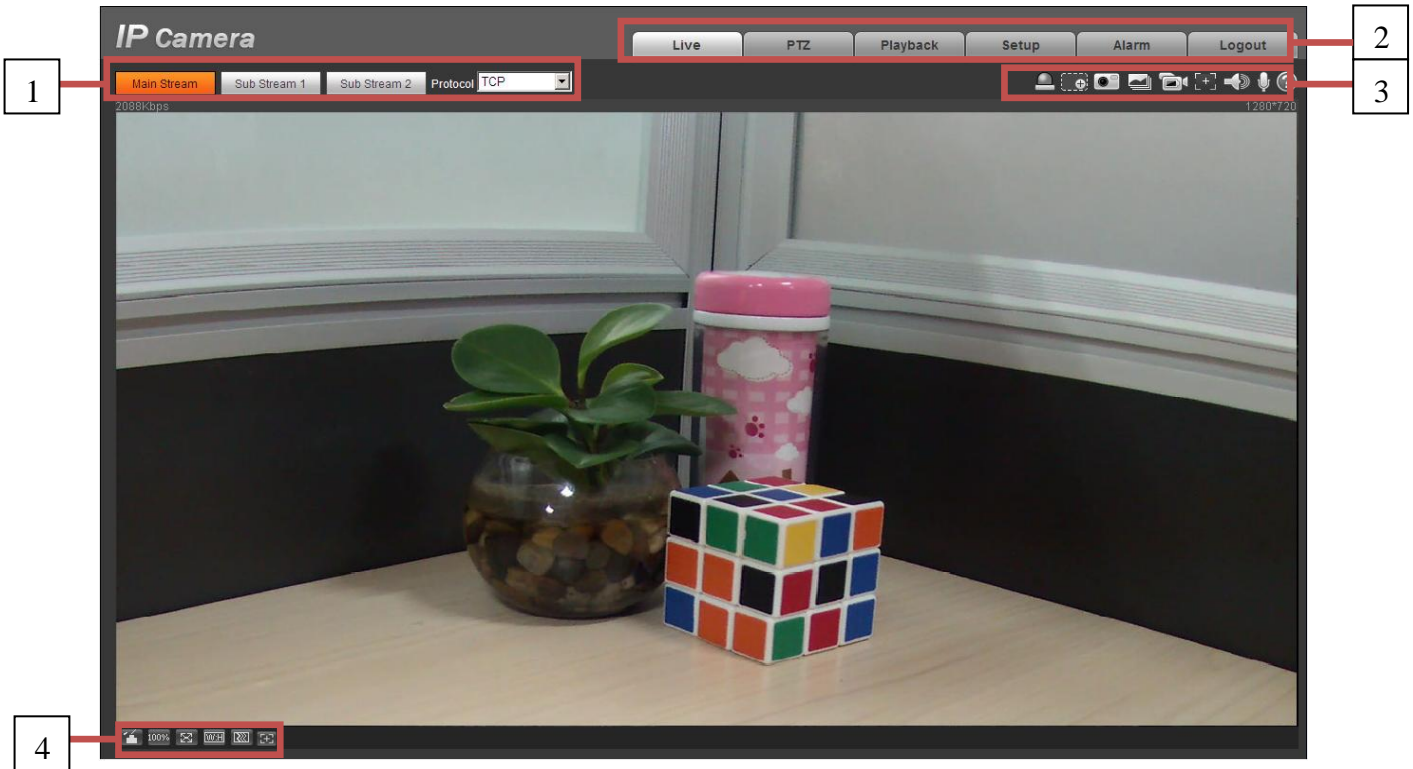 IP Camera
Live PTZ Playback Setup Alarm Logout
2
1
Main Stream Sub Stream 1 Sub Stream 2 Protocol TCP
3
2088Kbps 1280*720
4
100% W:H